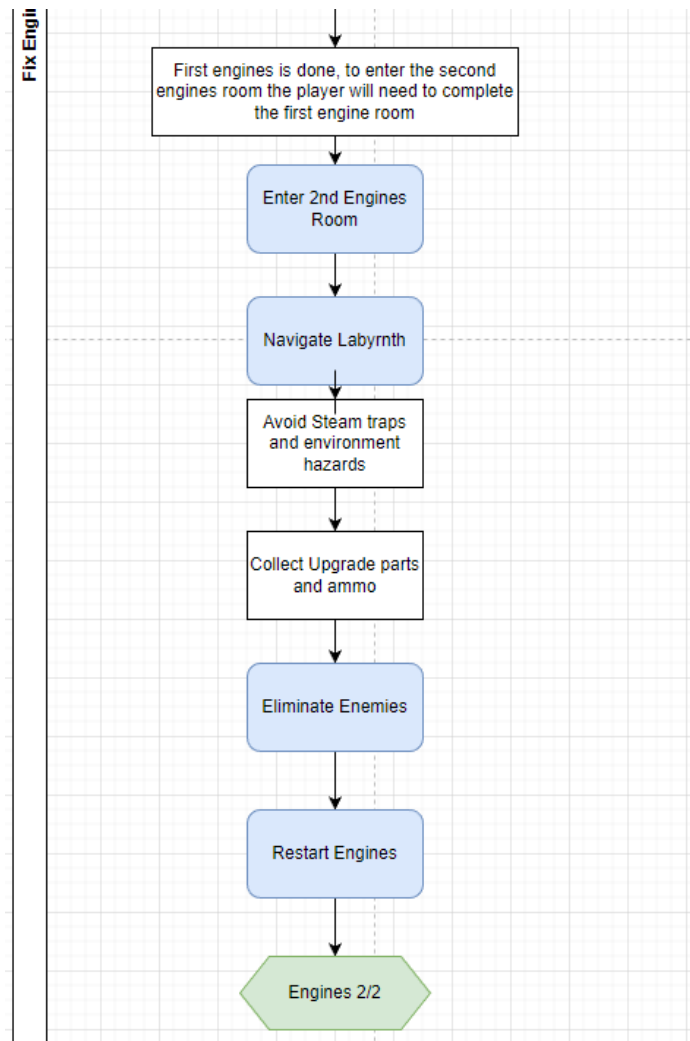 Fix Engi
First engines is done, to enter the second
engines room the player will need to complete
the first engine room
Enter 2nd Engines
Room
Navigate Labyrnth
Avoid Steam traps
and environment
hazards
Collect Upgrade parts
and ammo
Eliminate Enemies
Restart Engines
Engines 2/2